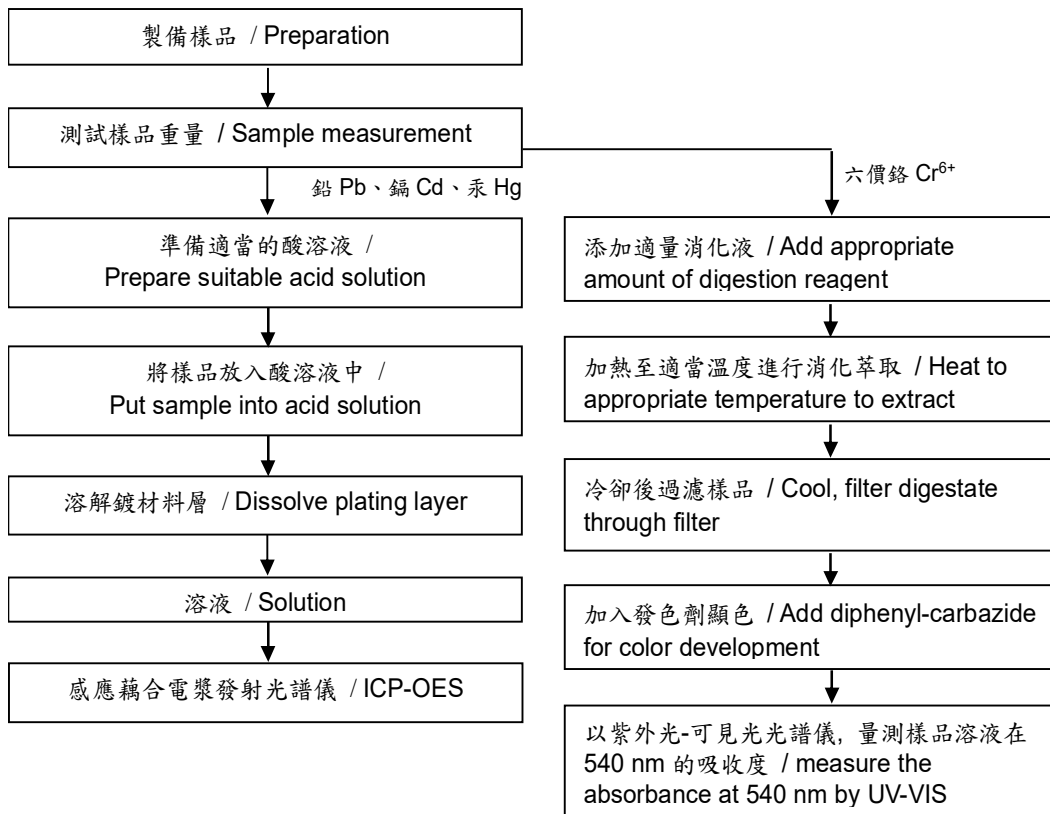 製備樣品 / Preparation
測試樣品重量 / Sample measurement
鉛 Pb、鎘 Cd、汞 Hg
準備適當的酸溶液 /
Prepare suitable acid solution
將樣品放入酸溶液中 /
Put sample into acid solution
溶解鍍材料層 / Dissolve plating layer
溶液 / Solution
感應藕合電漿發射光譜儀 / ICP-OES
六價鉻 Cr⁶⁺
添加適量消化液 / Add appropriate
amount of digestion reagent
加熱至適當溫度進行消化萃取 / Heat to
appropriate temperature to extract
冷卻後過濾樣品 / Cool, filter digestate
through filter
加入發色劑顯色 / Add diphenyl-carbazide
for color development
以紫外光-可見光光譜儀, 量測樣品溶液在
540 nm 的吸收度 / measure the
absorbance at 540 nm by UV-VIS